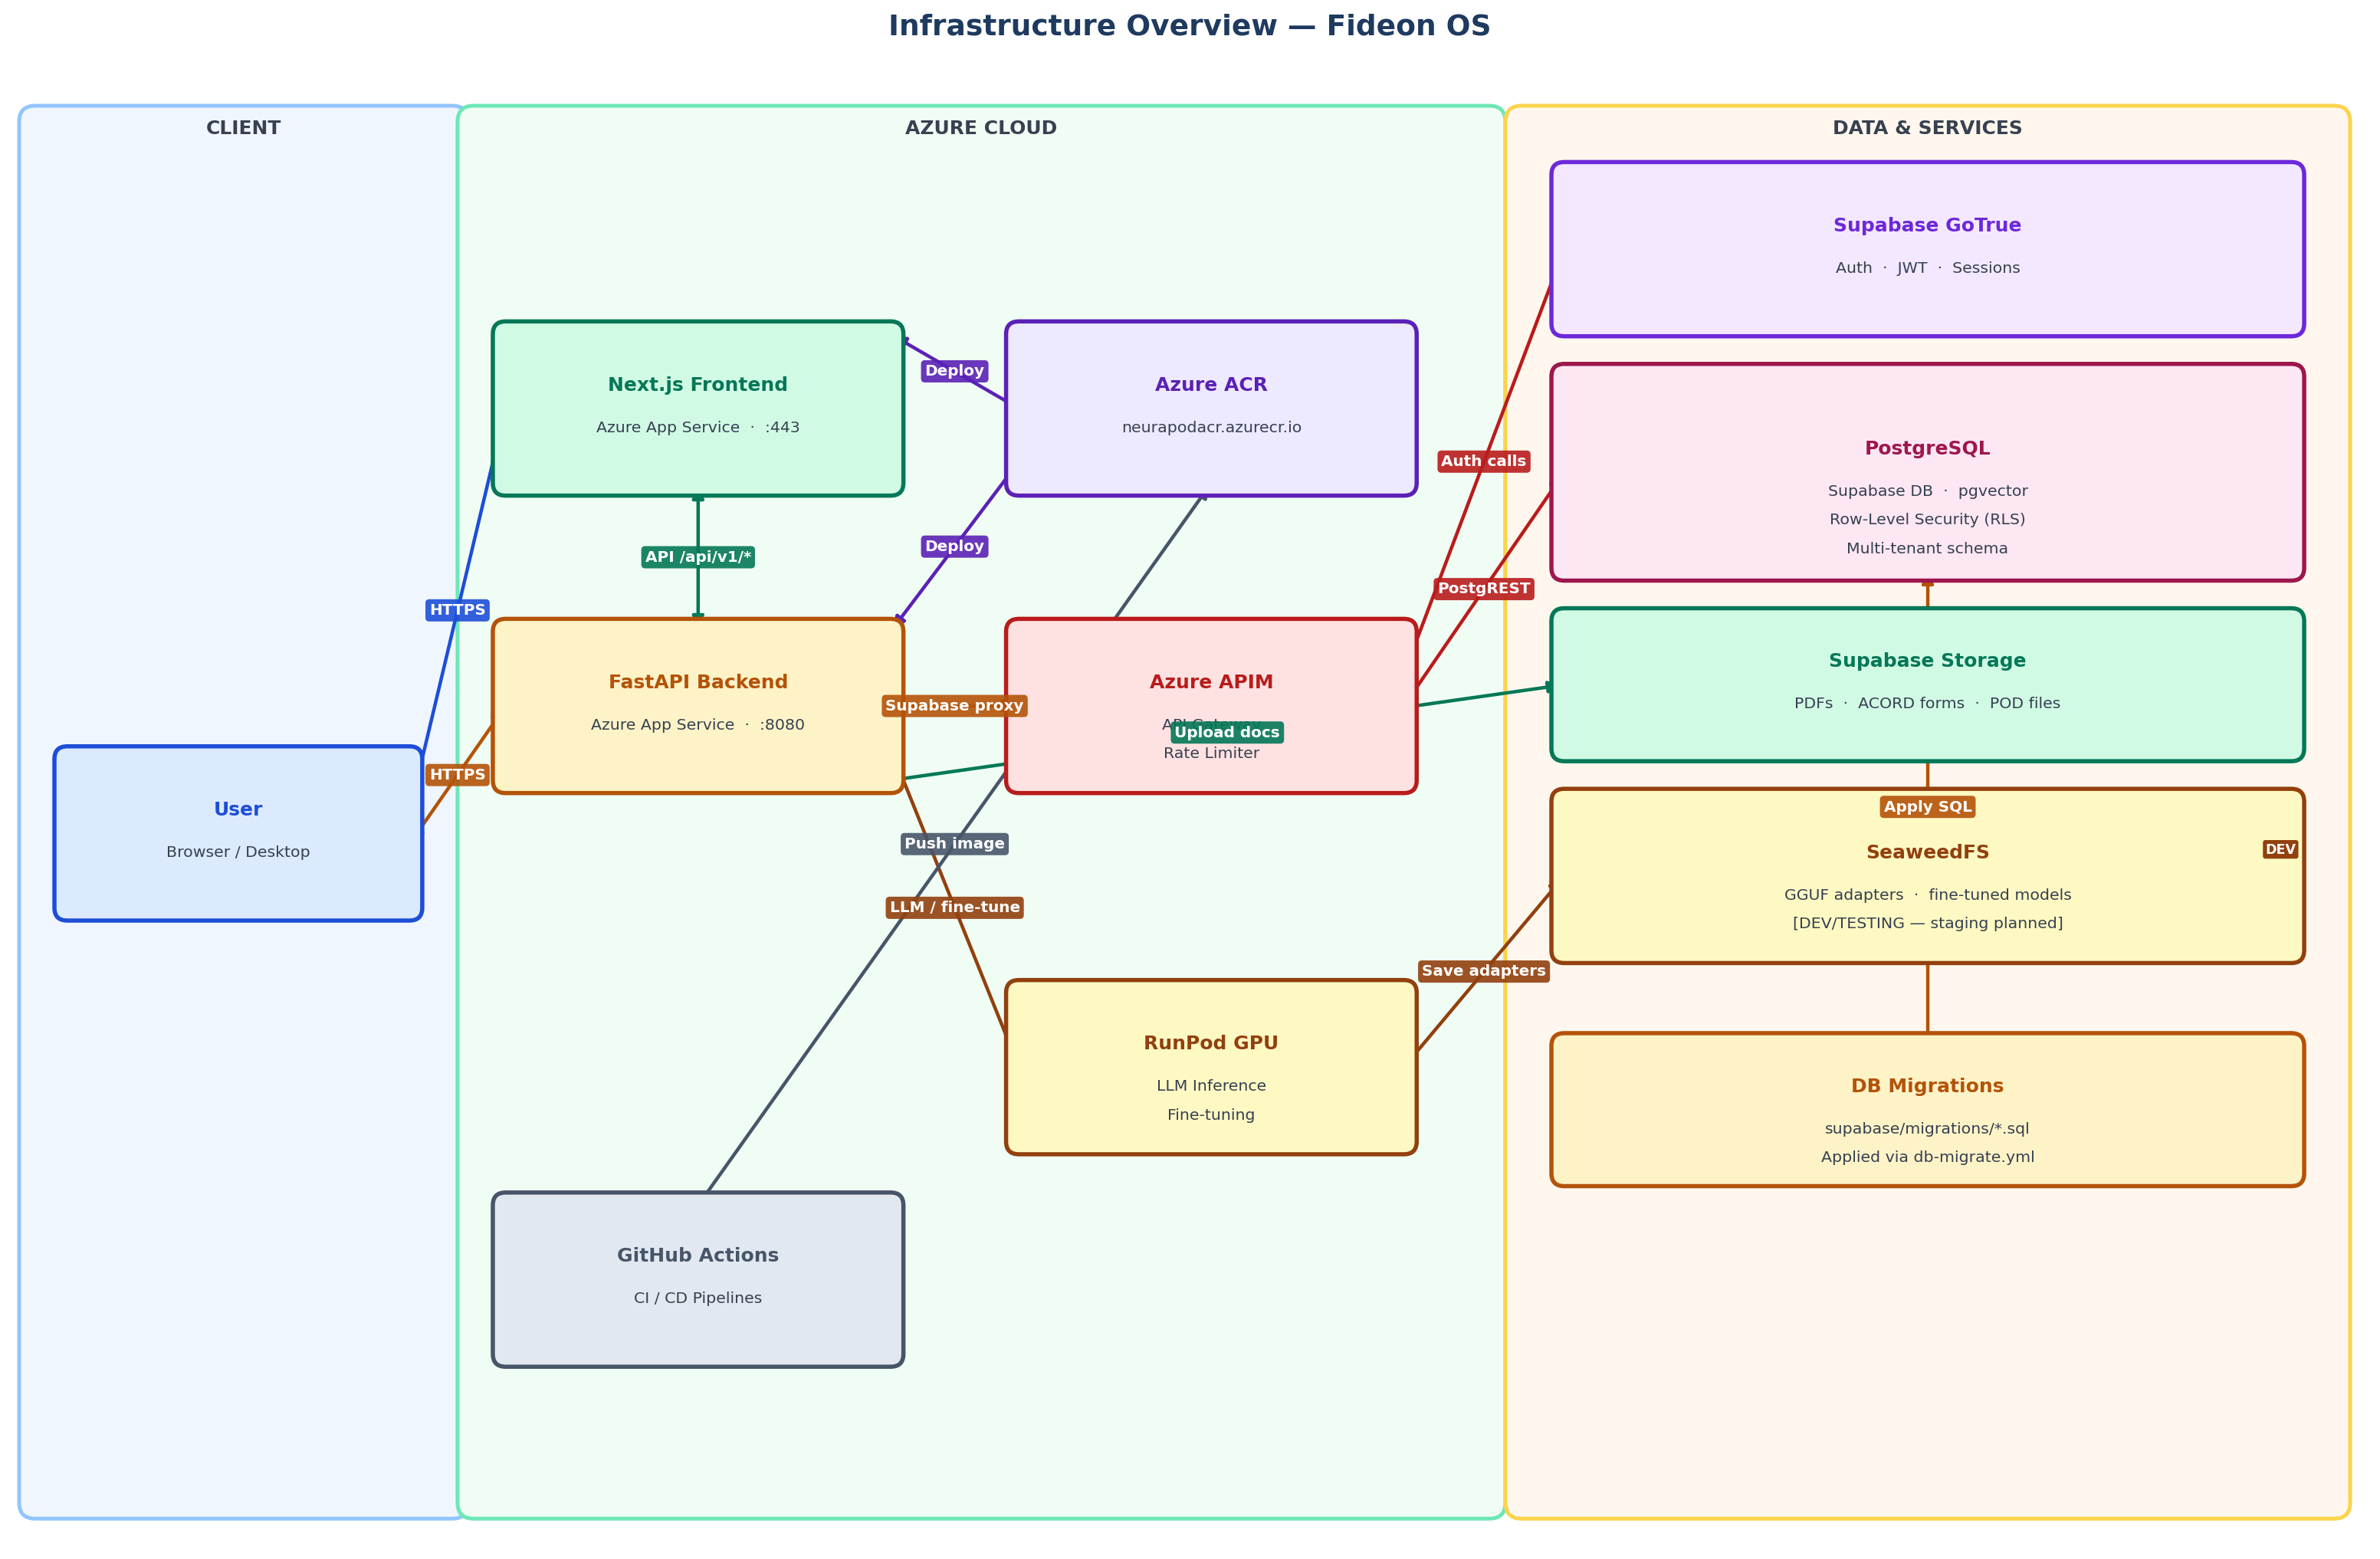 Infrastructure Overview — Fideon OS
CLIENT
AZURE CLOUD
DATA & SERVICES
Supabase GoTrue
Auth · JWT · Sessions
Next.js Frontend
Azure App Service · :443
Deploy
Azure ACR
neurapodacr.azurecr.io
Auth calls
PostgreSQL
Supabase DB · pgvector
Row-Level Security (RLS)
Multi-tenant schema
API /api/v1/*
Deploy
PostgREST
HTTPS
FastAPI Backend
Azure App Service · :8080
Supabase proxy
Azure APIM
API Gateway
Upload docs
Rate Limiter
Supabase Storage
PDFs · ACORD forms · POD files
HTTPS
User
Browser / Desktop
Push image
LLM / fine-tune
Apply SQL
SeaweedFS
DEV
GGUF adapters · fine-tuned models
[DEV/TESTING — staging planned]
Save adapters
RunPod GPU
LLM Inference
Fine-tuning
DB Migrations
supabase/migrations/*.sql
Applied via db-migrate.yml
GitHub Actions
CI / CD Pipelines